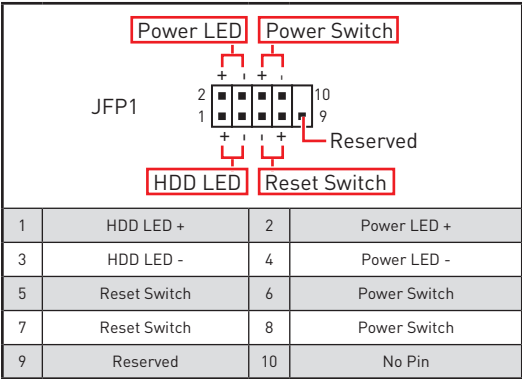 Power LED Power Switch
+ - + -
2 10
JFP1
1 9
+ - - +
Reserved
HDD LED Reset Switch
1 HDD LED + 2 Power LED +
3 HDD LED - 4 Power LED -
5 Reset Switch 6 Power Switch
7 Reset Switch 8 Power Switch
9 Reserved 10 No Pin